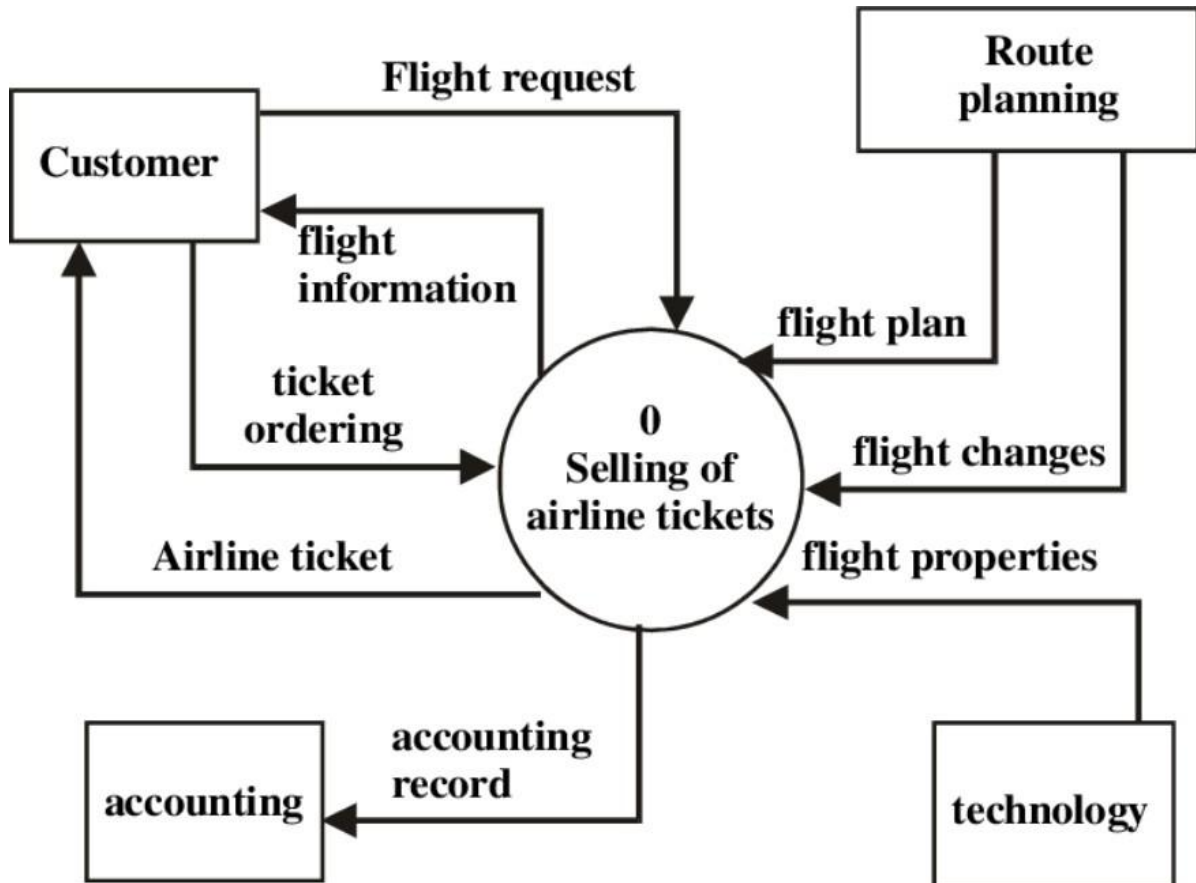 Route
planning
Flight request
Customer
flight
information
flight plan
ticket
ordering
0
Selling of
airline tickets
flight changes
Airline ticket
flight properties
accounting
record
accounting
technology